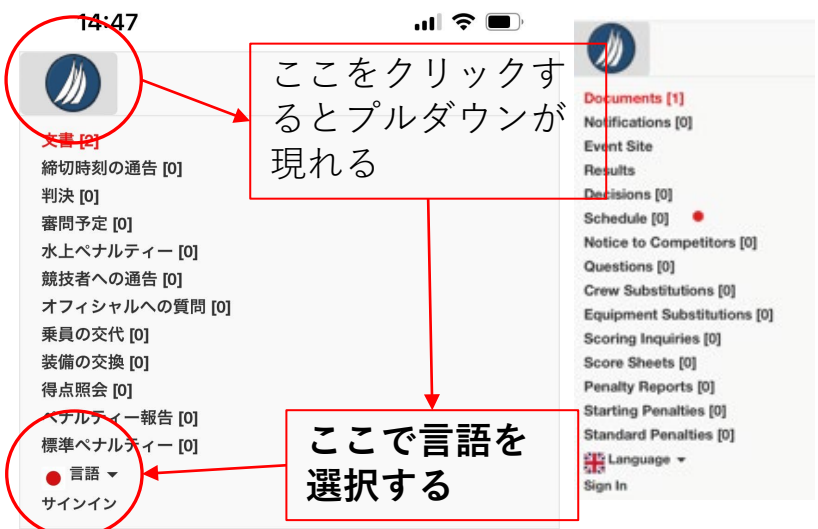 14:47
ここをクリックす
るとプルダウンが
現れる
文書 [2]
締切時刻の通告 [0]
判決 [0]
審問予定 [0]
水上ペナルティー [0]
競技者への通告 [0]
オフィシャルへの質問 [0]
乗員の交代 [0]
装備の交換 [0]
得点照会 [0]
ペナルティー報告 [0]
標準ペナルティー [0]
言語
サインイン
ここで言語を
選択する
Documents [1]
Notifications [0]
Event Site
Results
Decisions [0]
Schedule [0]
Notice to Competitors [0]
Questions [0]
Crew Substitutions [0]
Equipment Substitutions [0]
Scoring Inquiries [0]
Score Sheets [0]
Penalty Reports [0]
Starting Penalties [0]
Standard Penalties [0]
Language
Sign In